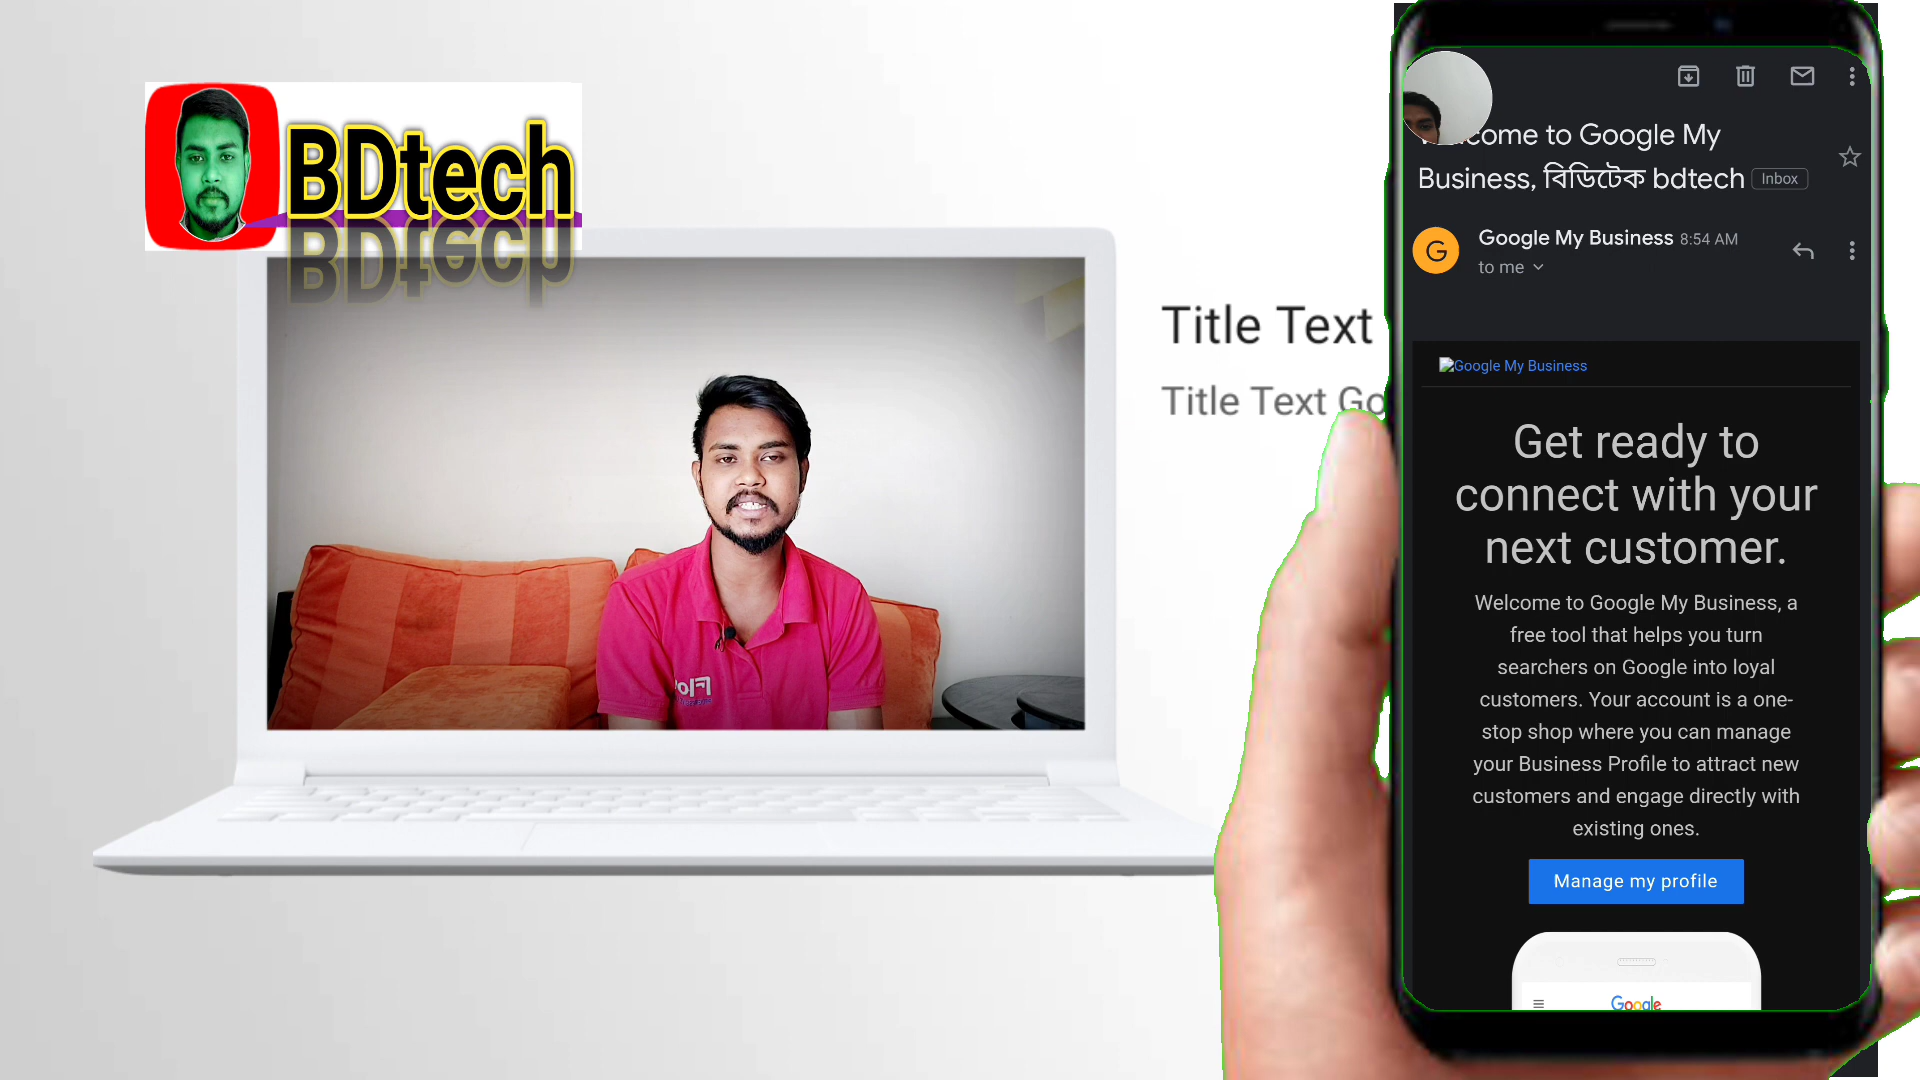 BDtech
Title Text
Title Text Go
come to Google My
Business, বিডিটেক bdtech Inbox
G
Google My Business 8:54 AM
to me
Google My Business
Get ready to
connect with your
next customer.
Welcome to Google My Business, a
free tool that helps you turn
searchers on Google into loyal
customers. Your account is a one-
stop shop where you can manage
your Business Profile to attract new
customers and engage directly with
existing ones.
Manage my profile
Google